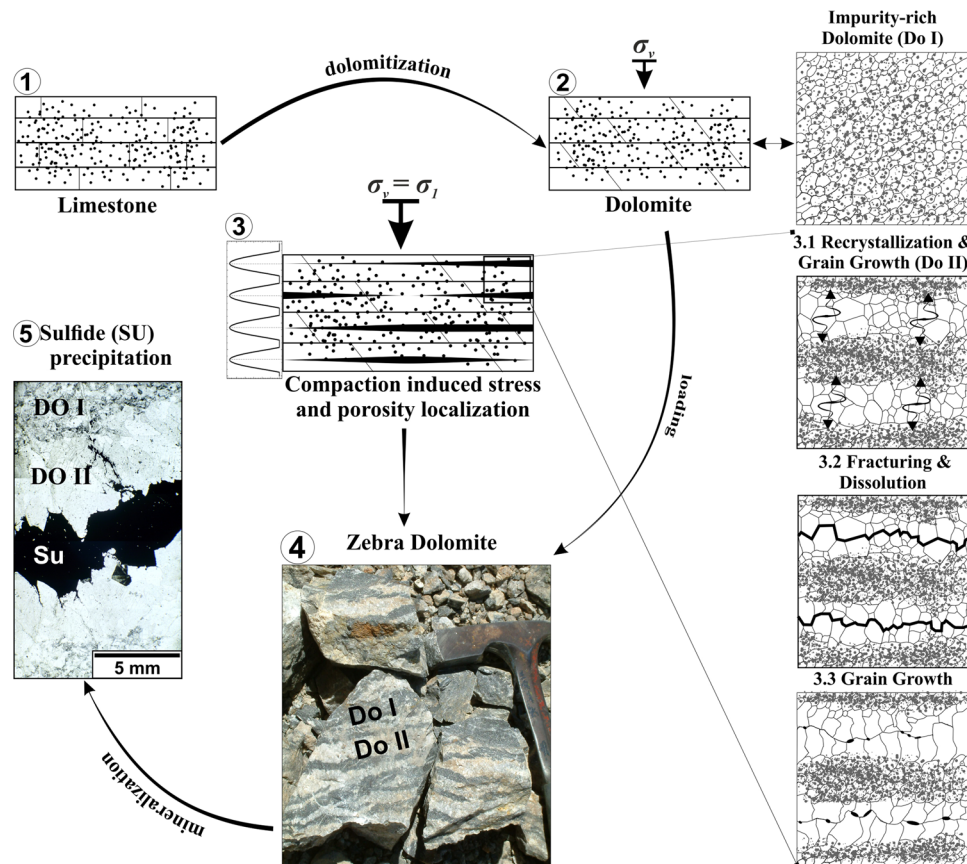 1
Limestone
dolomitization
2
σv
Dolomite
Impurity-rich
Dolomite (Do I)
3
σv = σ1
Compaction induced stress
and porosity localization
loading
3.1 Recrystallization &
Grain Growth (Do II)
3.2 Fracturing &
Dissolution
3.3 Grain Growth
4
Zebra Dolomite
Do I
Do II
mineralization
5 Sulfide (SU)
precipitation
DO I
DO II
Su
5 mm